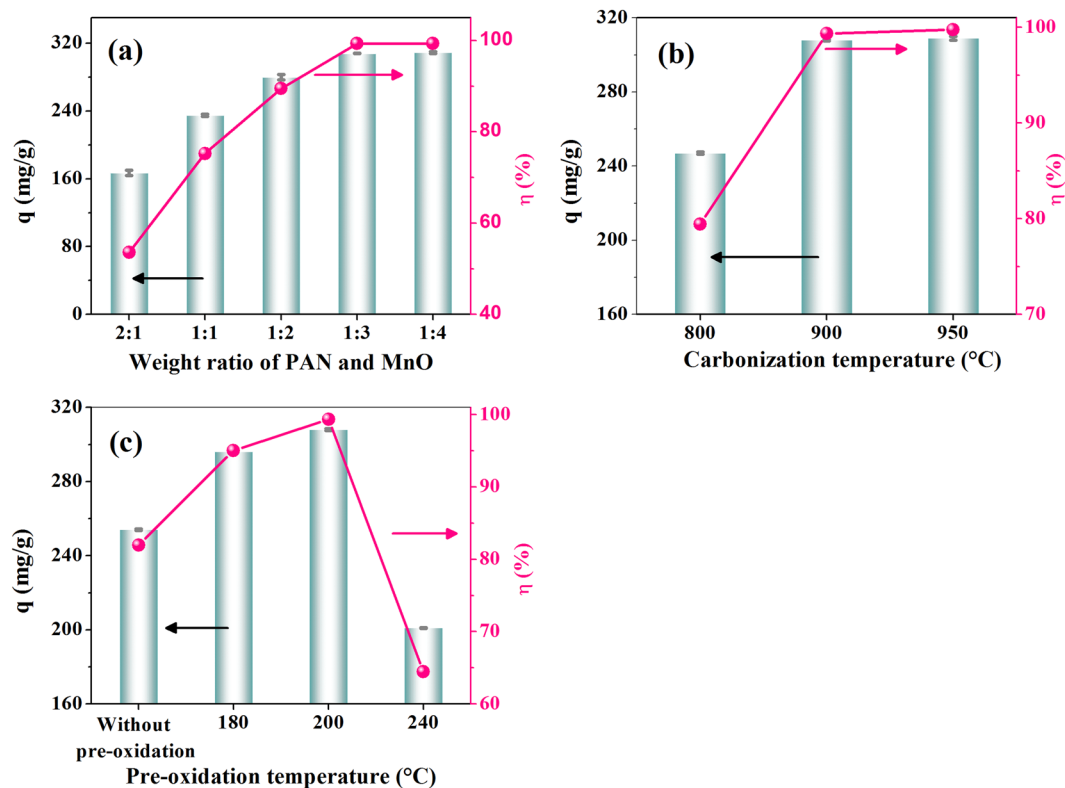 (a)
320
240
160
80
0
q (mg/g)
100
80
60
40
η (%)
2:1 1:1 1:2 1:3 1:4
Weight ratio of PAN and MnO
(b)
320
280
240
200
160
q (mg/g)
100
90
80
70
η (%)
800 900 950
Carbonization temperature (°C)
(c)
320
280
240
200
160
q (mg/g)
100
90
80
70
60
η (%)
Without 180 200 240
pre-oxidation
Pre-oxidation temperature (°C)